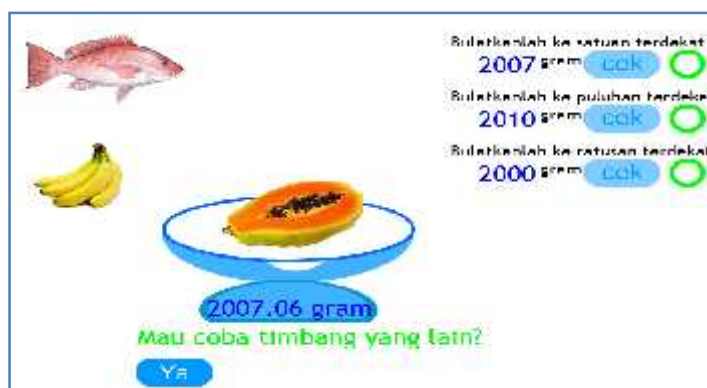 Bulatkanlah ke satuan terdekat
2007 gram cek
Bulatkanlah ke puluhan terdeka
2010 gram cek
Bulatkanlah ke ratusan terdekat
2000 gram cek
2007.06 gram
Mau coba timbang yang lain?
Ya